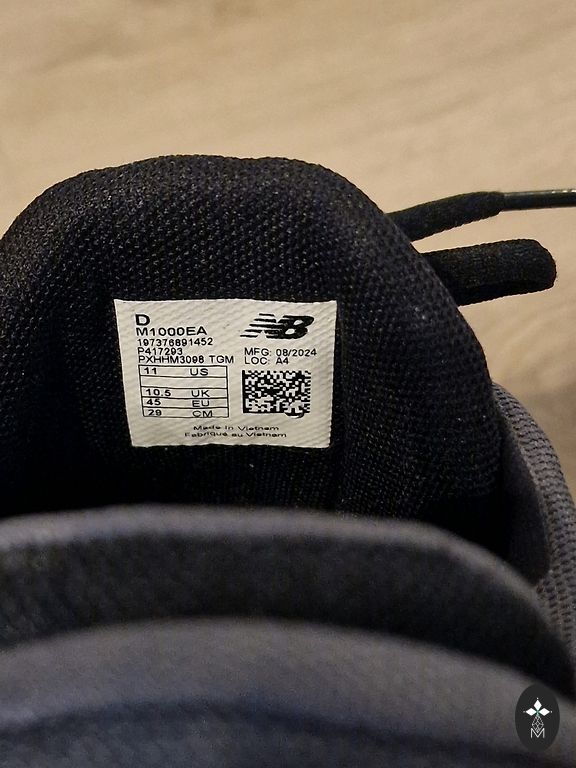 D
M1000EA
NB
197376891452
P417293
PXHHM3098 TGM
MFG: 08/2024
LOC: A4
11 US
10.5 UK
45 EU
29 CM
Made in Vietnam
Fabriqué au Vietnam
M